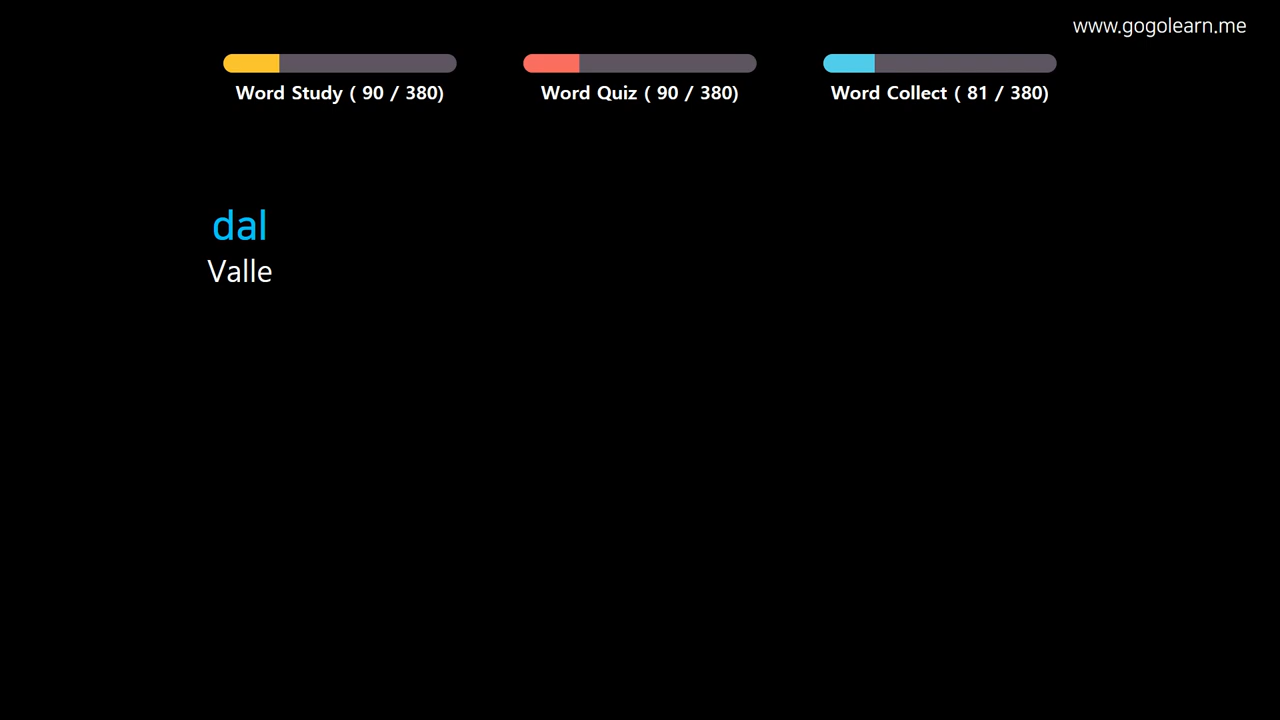 www.gogolearn.me
Word Study ( 90 / 380)
Word Quiz ( 90 / 380)
Word Collect ( 81 / 380)
dal
Valle